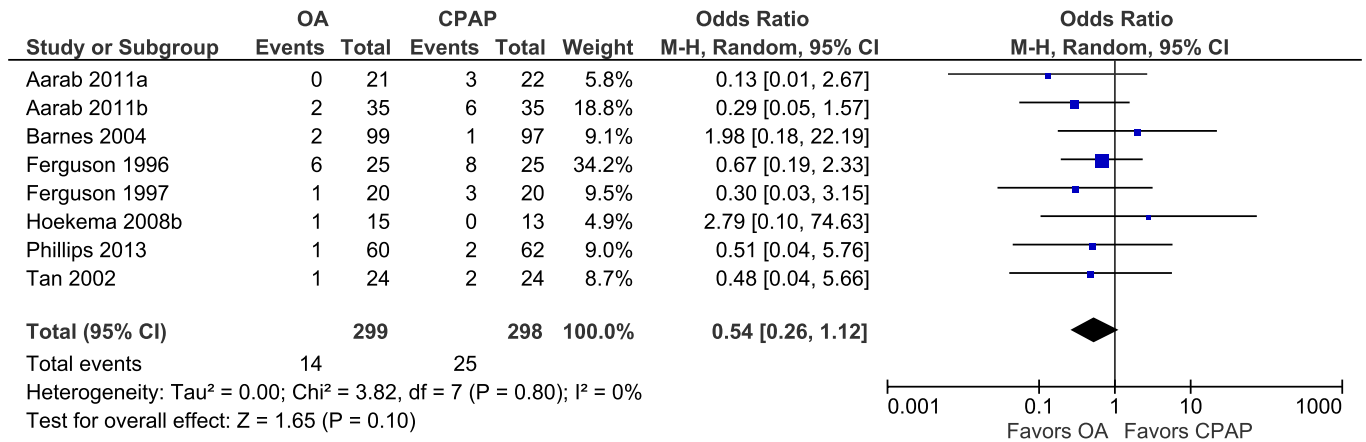 OA CPAP Odds Ratio Odds Ratio
Study or Subgroup Events Total Events Total Weight M-H, Random, 95% CI M-H, Random, 95% CI
Aarab 2011a 0 21 3 22 5.8% 0.13 [0.01, 2.67]
Aarab 2011b 2 35 6 35 18.8% 0.29 [0.05, 1.57]
Barnes 2004 2 99 1 97 9.1% 1.98 [0.18, 22.19]
Ferguson 1996 6 25 8 25 34.2% 0.67 [0.19, 2.33]
Ferguson 1997 1 20 3 20 9.5% 0.30 [0.03, 3.15]
Hoekema 2008b 1 15 0 13 4.9% 2.79 [0.10, 74.63]
Phillips 2013 1 60 2 62 9.0% 0.51 [0.04, 5.76]
Tan 2002 1 24 2 24 8.7% 0.48 [0.04, 5.66]
Total (95% CI) 299 298 100.0% 0.54 [0.26, 1.12]
Total events 14 25
Heterogeneity: Tau² = 0.00; Chi² = 3.82, df = 7 (P = 0.80); I² = 0%
Test for overall effect: Z = 1.65 (P = 0.10)
0.001 0.1 1 10 1000
Favors OA Favors CPAP